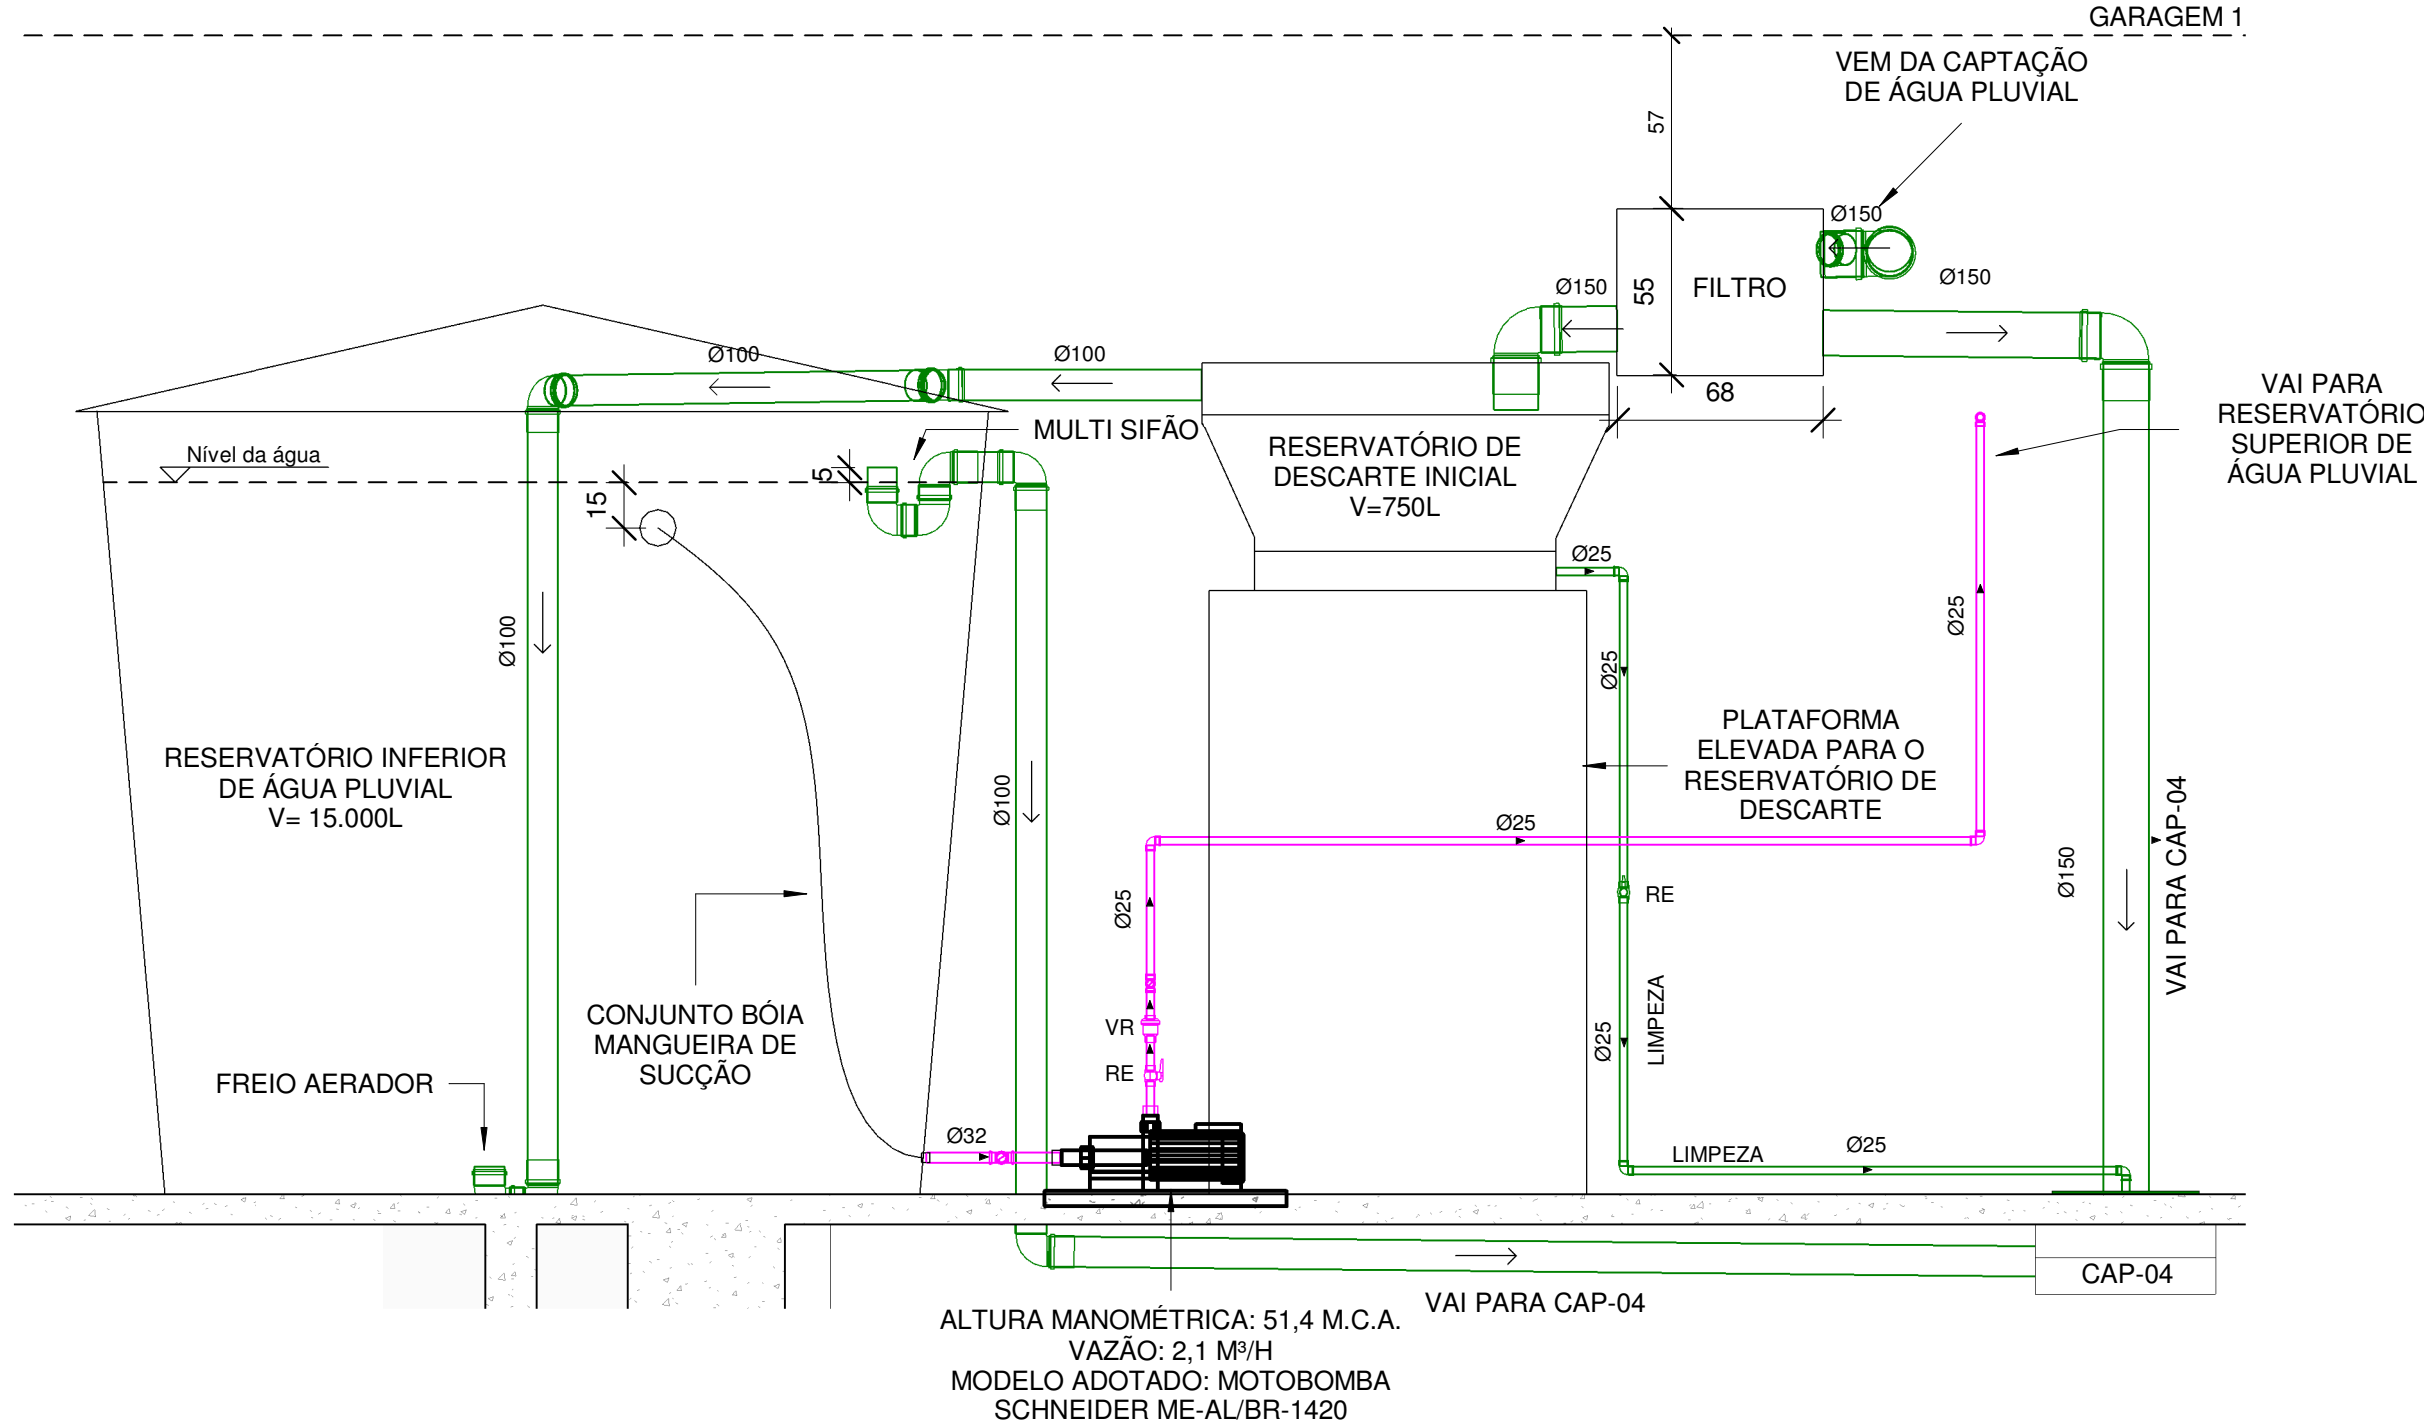 GARAGEM 1
VEM DA CAPTAÇÃO
DE ÁGUA PLUVIAL
57
Ø150
Ø150
Ø150
55
FILTRO
68
Ø100
Ø100
VAI PARA
RESERVATÓRIO
SUPERIOR DE
ÁGUA PLUVIAL
MULTI SIFÃO
Nível da água
5
15
RESERVATÓRIO DE
DESCARTE INICIAL
V=750L
Ø25
Ø25
Ø25
Ø100
PLATAFORMA
ELEVADA PARA O
RESERVATÓRIO DE
DESCARTE
RESERVATÓRIO INFERIOR
DE ÁGUA PLUVIAL
V= 15.000L
Ø100
Ø25
Ø150
VAI PARA CAP-04
Ø25
RE
CONJUNTO BÓIA
MANGUEIRA DE
SUCÇÃO
VR
RE
Ø25
LIMPEZA
FREIO AERADOR
Ø32
LIMPEZA
Ø25
CAP-04
VAI PARA CAP-04
ALTURA MANOMÉTRICA: 51,4 M.C.A.
VAZÃO: 2,1 M³/H
MODELO ADOTADO: MOTOBOMBA
SCHNEIDER ME-AL/BR-1420